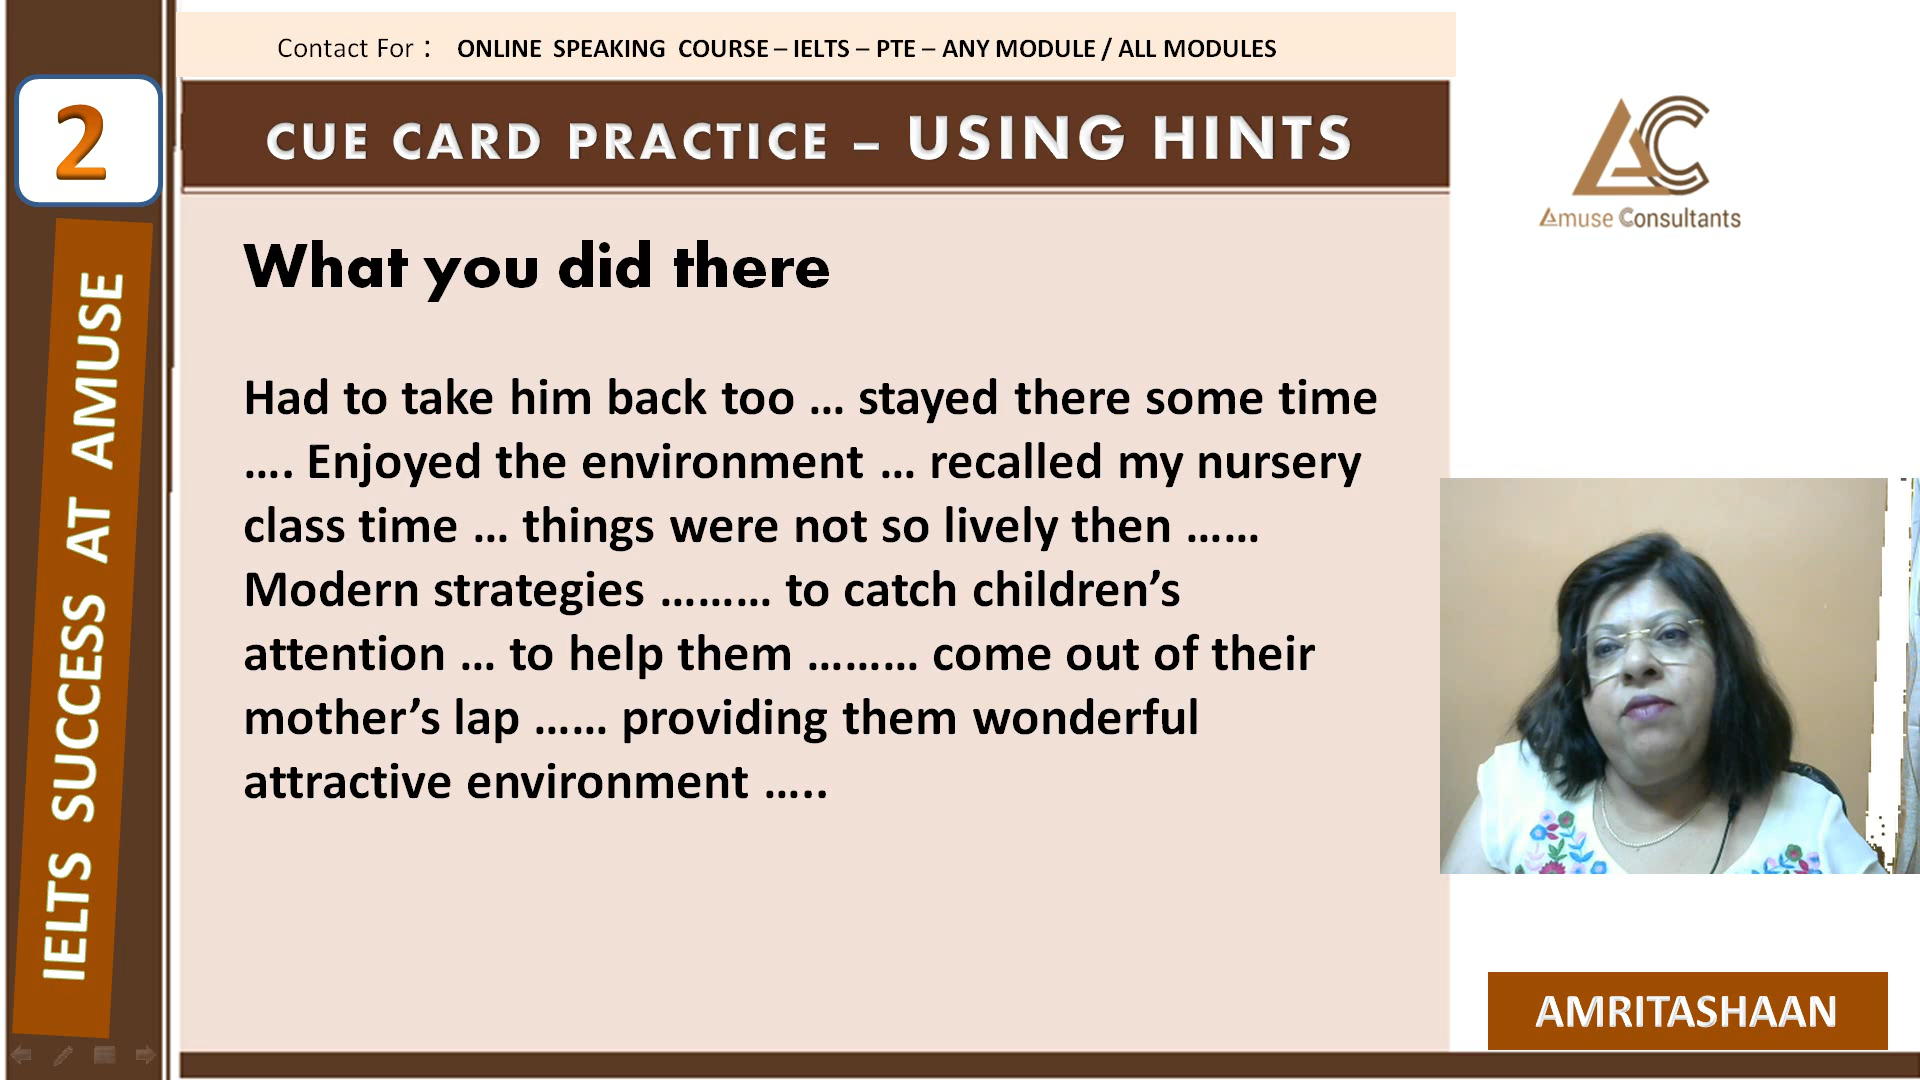 Contact For : ONLINE SPEAKING COURSE – IELTS – PTE – ANY MODULE / ALL MODULES
2
CUE CARD PRACTICE – USING HINTS
AC
Amuse Consultants
IELTS SUCCESS AT AMUSE
What you did there
Had to take him back too ... stayed there some time
.... Enjoyed the environment ... recalled my nursery
class time ... things were not so lively then ......
Modern strategies ......... to catch children’s
attention ... to help them ......... come out of their
mother’s lap ...... providing them wonderful
attractive environment .....
AMRITASHAAN